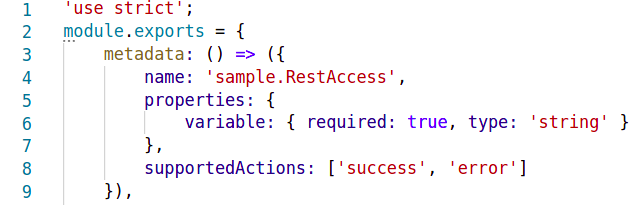 1 'use strict';
2 module.exports = {
3     metadata: () => ({
4         name: 'sample.RestAccess',
5         properties: {
6             variable: { required: true, type: 'string' }
7         },
8         supportedActions: ['success', 'error']
9     }),